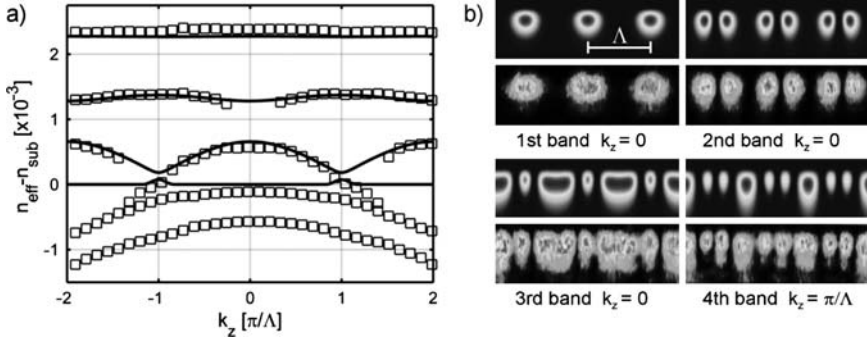 a)
n_eff-n_sub [x10^-3]
2
1
0
-1
-2 -1 0 1 2
k_z [π/Λ]
b)
Λ
1st band k_z = 0
2nd band k_z = 0
3rd band k_z = 0
4th band k_z = π/Λ